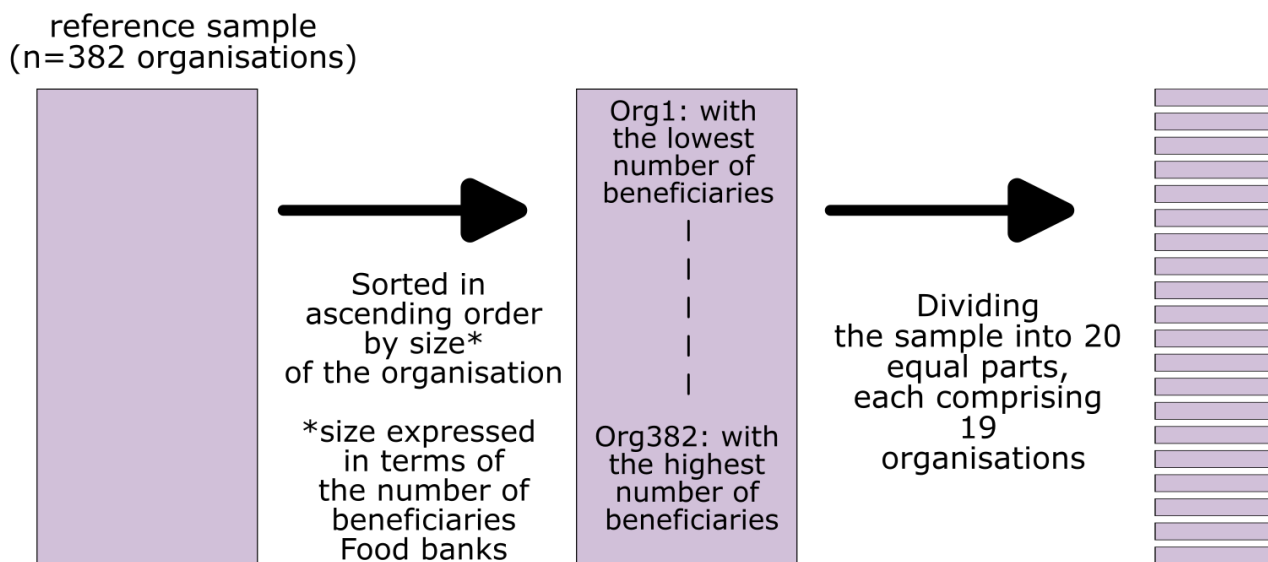 reference sample
(n=382 organisations)
Sorted in
ascending order
by size*
of the organisation
*size expressed
in terms of
the number of
beneficiaries
Food banks
Org1: with
the lowest
number of
beneficiaries
Org382: with
the highest
number of
beneficiaries
Dividing
the sample into 20
equal parts,
each comprising
19
organisations